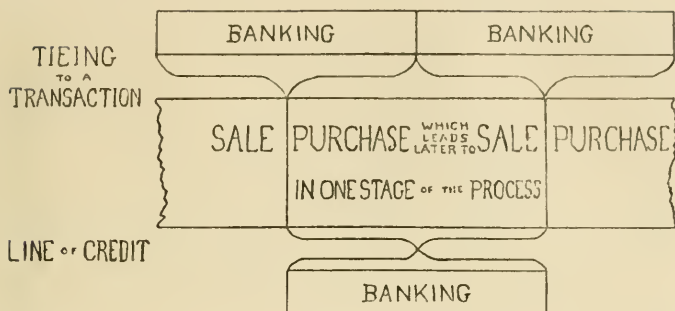 BANKING BANKING
TIEING
TO A
TRANSACTION
SALE PURCHASE WHICH LEADS LATER TO SALE PURCHASE
IN ONE STAGE OF THE PROCESS
LINE OF CREDIT
BANKING